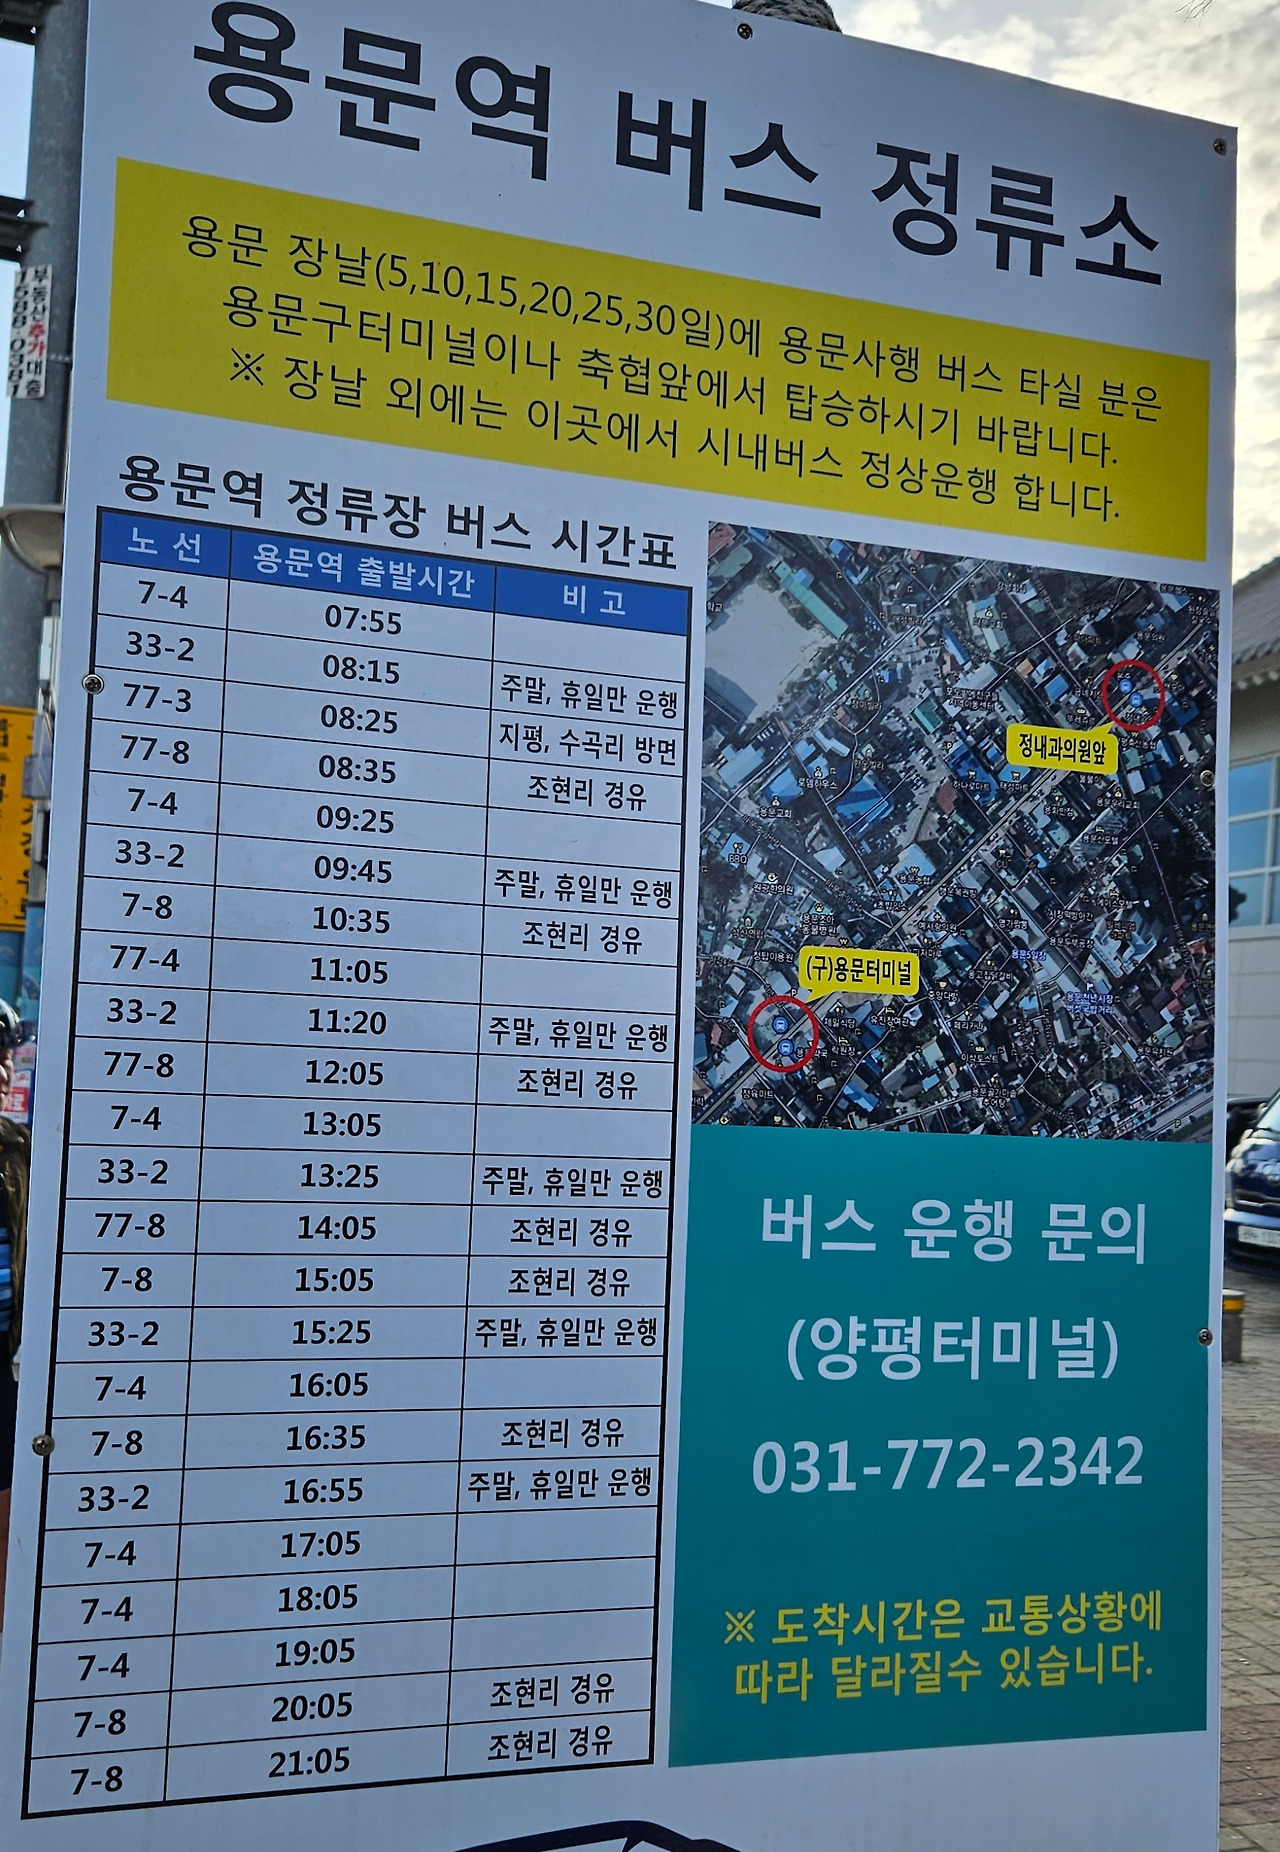 용문역 버스 정류소
용문 장날(5,10,15,20,25,30일)에 용문사행 버스 타실 분은
용문구터미널이나 축협앞에서 탑승하시기 바랍니다.
※ 장날 외에는 이곳에서 시내버스 정상운행 합니다.
용문역 정류장 버스 시간표
노 선 용문역 출발시간 비 고
7-4 07:55
33-2 08:15 주말, 휴일만 운행
77-3 08:25 지평, 수곡리 방면
77-8 08:35 조현리 경유
7-4 09:25
33-2 09:45 주말, 휴일만 운행
7-8 10:35 조현리 경유
77-4 11:05
33-2 11:20 주말, 휴일만 운행
77-8 12:05 조현리 경유
7-4 13:05
33-2 13:25 주말, 휴일만 운행
77-8 14:05 조현리 경유
7-8 15:05 조현리 경유
33-2 15:25 주말, 휴일만 운행
7-4 16:05
7-8 16:35 조현리 경유
33-2 16:55 주말, 휴일만 운행
7-4 17:05
7-4 18:05
7-4 19:05
7-8 20:05 조현리 경유
7-8 21:05 조현리 경유
정내과의원앞
(구)용문터미널
버스 운행 문의
(양평터미널)
031-772-2342
※ 도착시간은 교통상황에
따라 달라질수 있습니다.
부동산추가대출